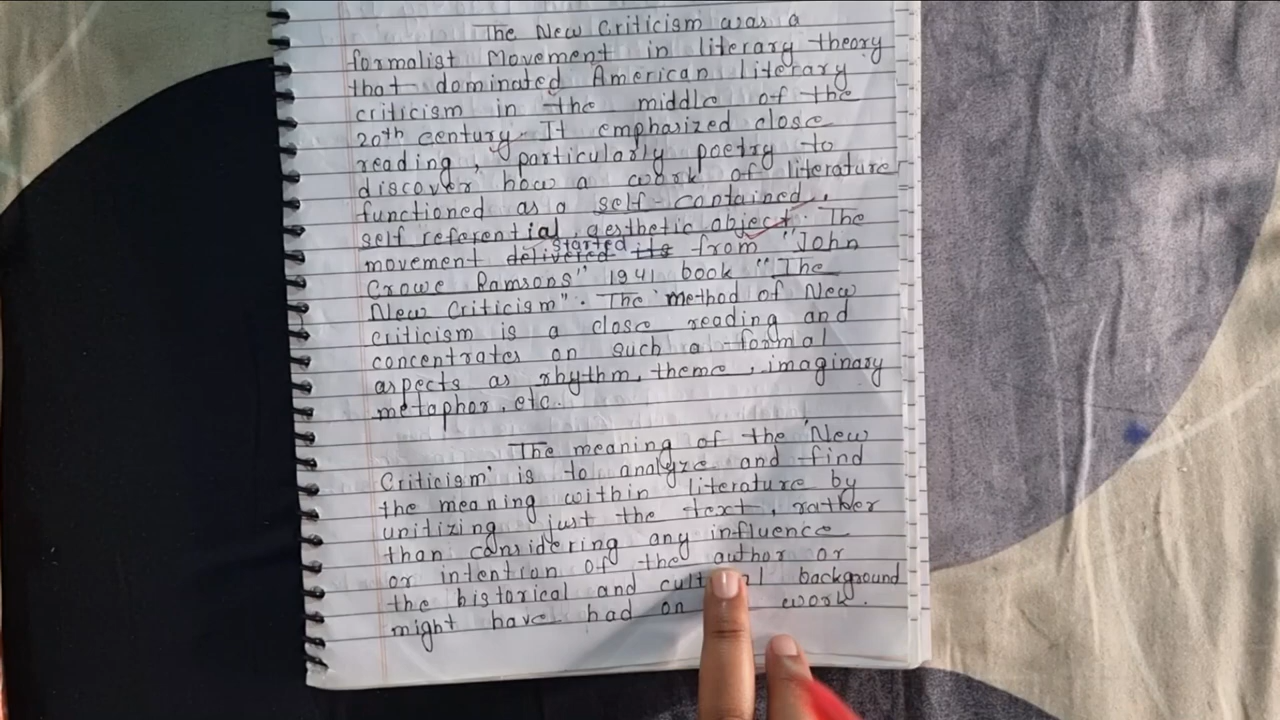 The New Criticism was a
formalist Movement in literary theory
that dominated American literary
criticism in the middle of the
20th century. It emphasized close
reading, particularly poetry to
discover how a work of literature
functioned as a self-contained,
self referential, aesthetic object. The
movement delivered its started from "John
Crowe Ramsons" 1941 book "The
New Criticism". The method of New
criticism is a close reading and
concentrates on such a formal
aspects as rhythm, theme, imaginary
metaphor, etc.
The meaning of the 'New
Criticism' is to analyze and find
the meaning within literature by
unitizing just the text, rather
than considering any influence
or intention of the author or
the historical and background
might have had on work.